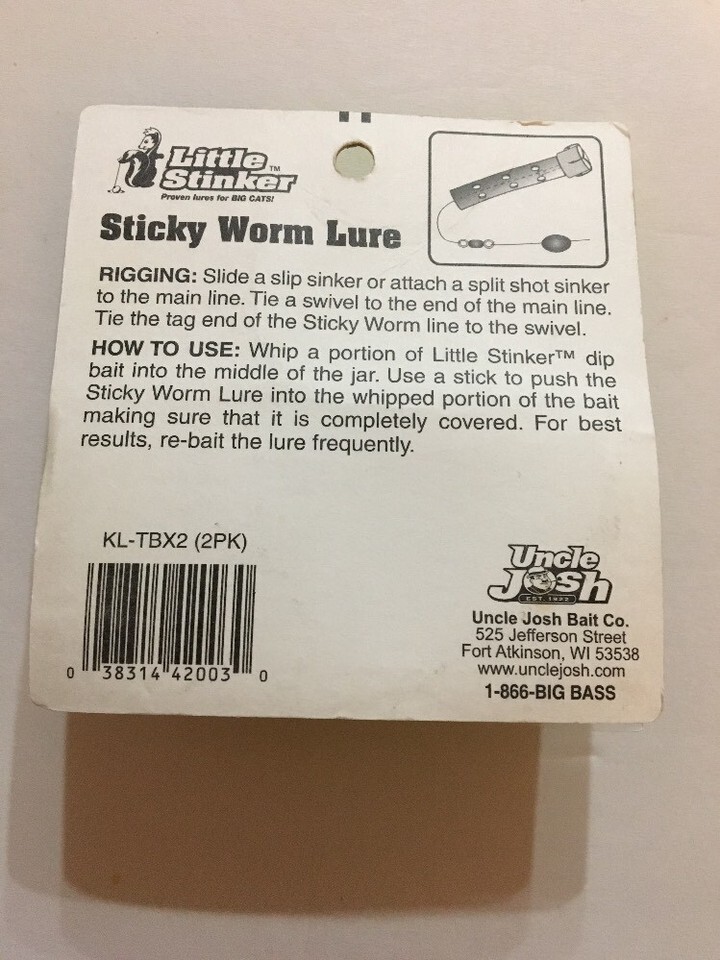 Little
Stinker™
Proven lures for BIG CATS!
Sticky Worm Lure
RIGGING: Slide a slip sinker or attach a split shot sinker
to the main line. Tie a swivel to the end of the main line.
Tie the tag end of the Sticky Worm line to the swivel.
HOW TO USE: Whip a portion of Little Stinker™ dip
bait into the middle of the jar. Use a stick to push the
Sticky Worm Lure into the whipped portion of the bait
making sure that it is completely covered. For best
results, re-bait the lure frequently.
KL-TBX2 (2PK)
0 38314 42003 0
Uncle
Josh
EST. 1922
Uncle Josh Bait Co.
525 Jefferson Street
Fort Atkinson, WI 53538
www.unclejosh.com
1-866-BIG BASS